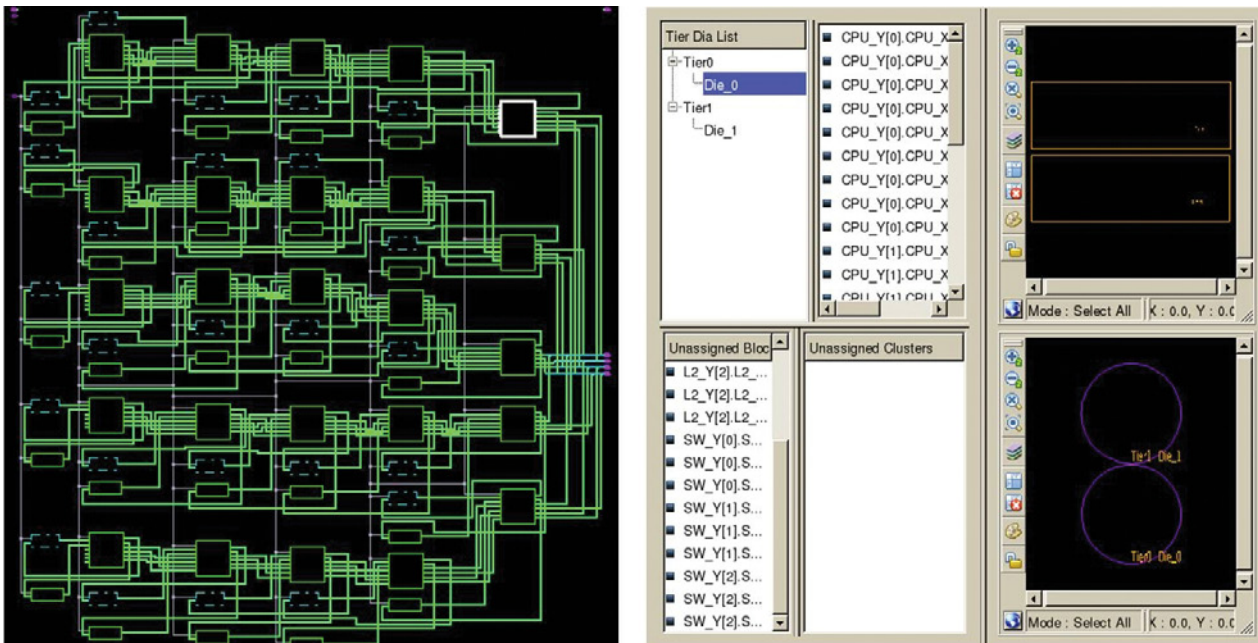 Tier Dia List
Tier0
Die_0
Tier1
Die_1
CPU_Y[0].CPU_X
CPU_Y[0].CPU_X
CPU_Y[0].CPU_X
CPU_Y[0].CPU_X
CPU_Y[0].CPU_X
CPU_Y[0].CPU_X
CPU_Y[0].CPU_X
CPU_Y[0].CPU_X
CPU_Y[0].CPU_X
CPU_Y[1].CPU_X
CPU_Y[1].CPU_X
CPU_Y[1].CPU_X
Mode : Select All
X : 0.0, Y : 0.0
Unassigned Bloc
L2_Y[2].L2_...
L2_Y[2].L2_...
L2_Y[2].L2_...
SW_Y[0].S...
SW_Y[0].S...
SW_Y[0].S...
SW_Y[1].S...
SW_Y[1].S...
SW_Y[1].S...
SW_Y[2].S...
SW_Y[2].S...
SW_Y[2].S...
Unassigned Clusters
Tier1 Die_1
Tier0 Die_0
Mode : Select All
X : 0.0, Y : 0.0